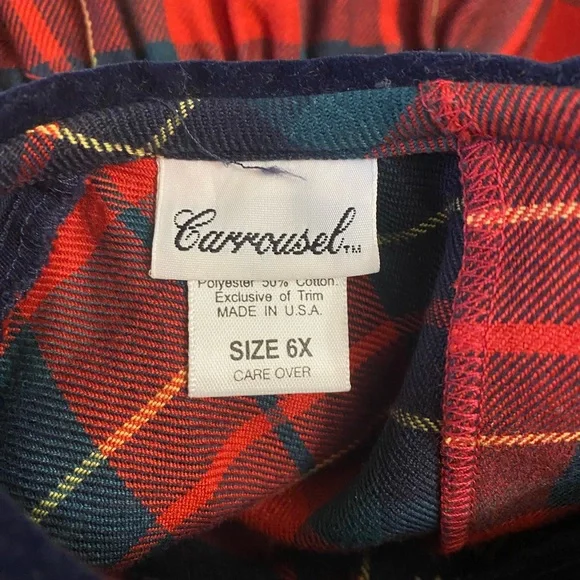 Carrousel™
Polyester 50% Cotton.
Exclusive of Trim
MADE IN U.S.A.
SIZE 6X
CARE OVER